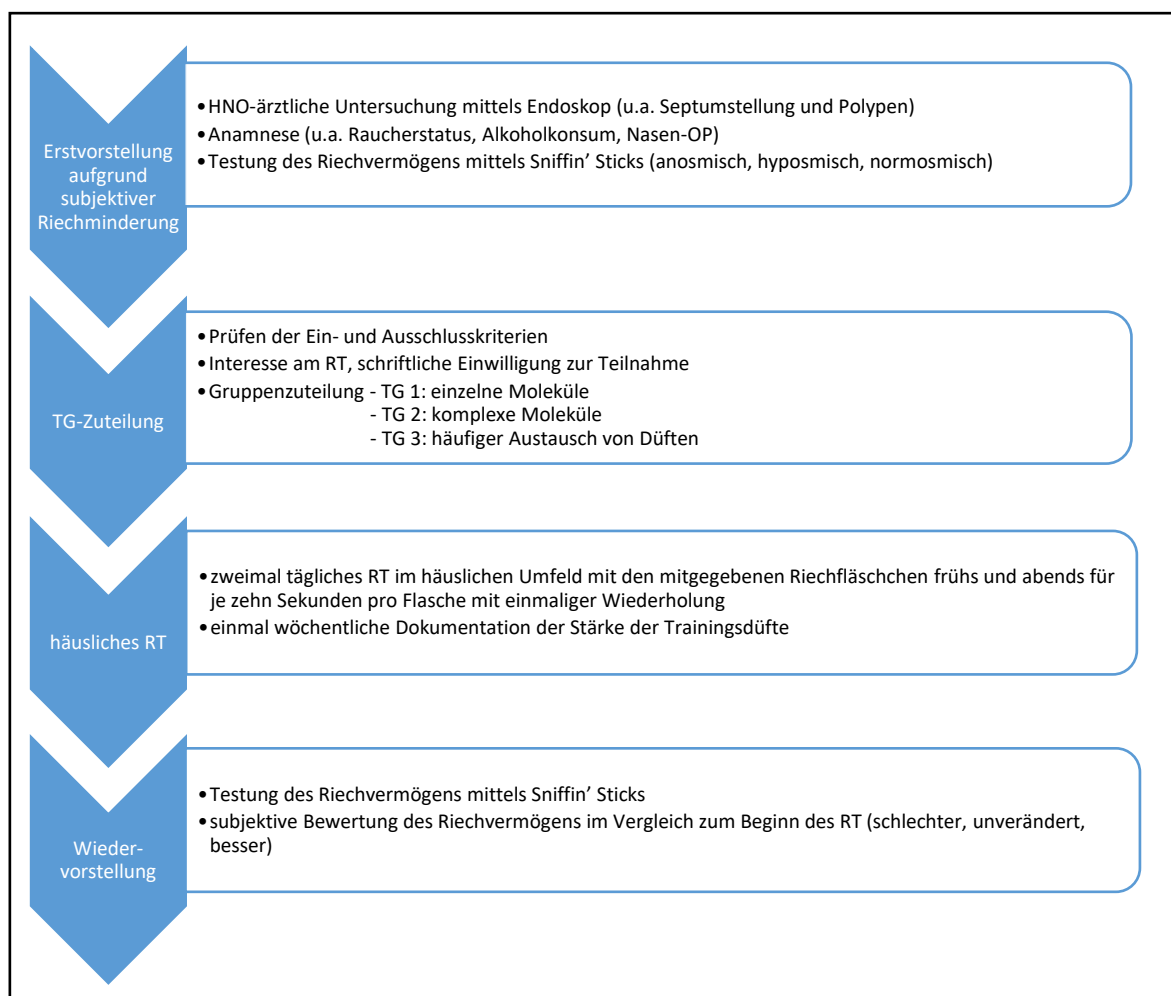 Erstvorstellung
aufgrund
subjektiver
Riechminderung
•HNO-ärztliche Untersuchung mittels Endoskop (u.a. Septumstellung und Polypen)
•Anamnese (u.a. Raucherstatus, Alkoholkonsum, Nasen-OP)
•Testung des Riechvermögens mittels Sniffin’ Sticks (anosmisch, hyposmisch, normosmisch)
TG-Zuteilung
•Prüfen der Ein- und Ausschlusskriterien
•Interesse am RT, schriftliche Einwilligung zur Teilnahme
•Gruppenzuteilung - TG 1: einzelne Moleküle
- TG 2: komplexe Moleküle
- TG 3: häufiger Austausch von Düften
häusliches RT
•zweimal tägliches RT im häuslichen Umfeld mit den mitgegebenen Riechfläschchen frühs und abends für
je zehn Sekunden pro Flasche mit einmaliger Wiederholung
•einmal wöchentliche Dokumentation der Stärke der Trainingsdüfte
Wieder-
vorstellung
•Testung des Riechvermögens mittels Sniffin’ Sticks
•subjektive Bewertung des Riechvermögens im Vergleich zum Beginn des RT (schlechter, unverändert,
besser)